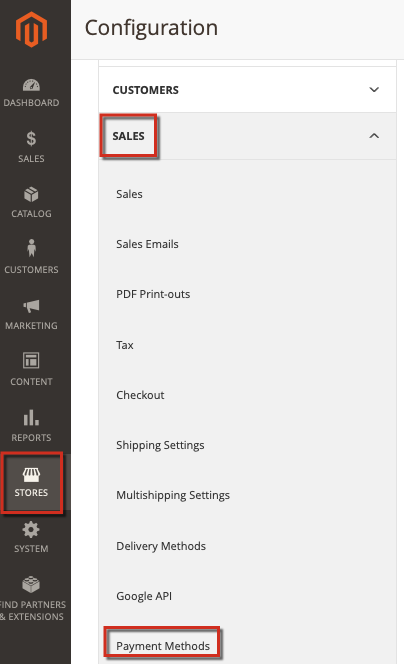 Configuration
DASHBOARD
SALES
CATALOG
CUSTOMERS
MARKETING
CONTENT
REPORTS
STORES
SYSTEM
FIND PARTNERS
& EXTENSIONS
CUSTOMERS
SALES
Sales
Sales Emails
PDF Print-outs
Tax
Checkout
Shipping Settings
Multishipping Settings
Delivery Methods
Google API
Payment Methods